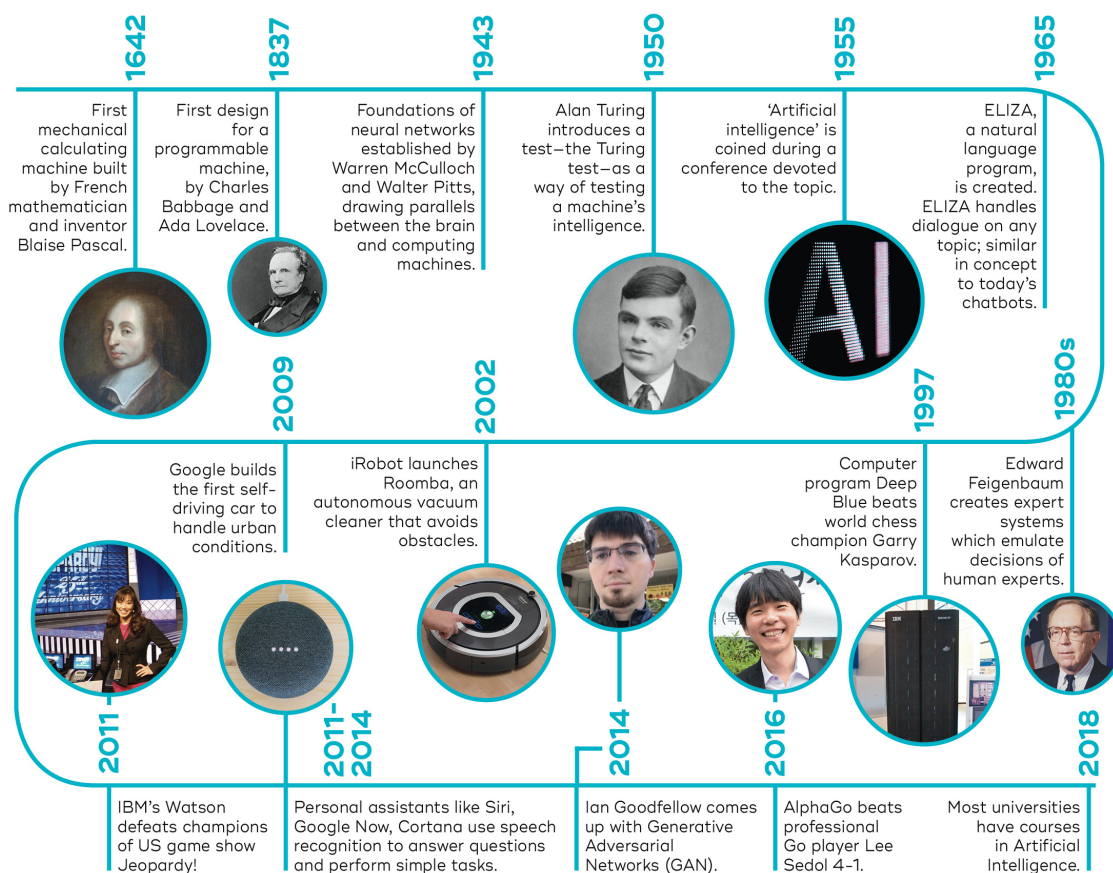 1642
First
mechanical
calculating
machine built
by French
mathematician
and inventor
Blaise Pascal.
1837
First design
for a
programmable
machine,
by Charles
Babbage and
Ada Lovelace.
1943
Foundations of
neural networks
established by
Warren McCulloch
and Walter Pitts,
drawing parallels
between the brain
and computing
machines.
1950
Alan Turing
introduces a
test—the Turing
test—as a
way of testing
a machine’s
intelligence.
1955
‘Artificial
intelligence’ is
coined during a
conference devoted
to the topic.
AI
1965
ELIZA,
a natural
language
program,
is created.
ELIZA handles
dialogue on any
topic; similar
in concept
to today’s
chatbots.
1980s
Edward
Feigenbaum
creates expert
systems
which emulate
decisions of
human experts.
1997
Computer
program Deep
Blue beats
world chess
champion Garry
Kasparov.
IBM
2002
iRobot launches
Roomba, an
autonomous vacuum
cleaner that avoids
obstacles.
2009
Google builds
the first self-
driving car to
handle urban
conditions.
2011
IBM’s Watson
defeats champions
of US game show
Jeopardy!
2011–
2014
Personal assistants like Siri,
Google Now, Cortana use speech
recognition to answer questions
and perform simple tasks.
2014
Ian Goodfellow comes
up with Generative
Adversarial
Networks (GAN).
2016
AlphaGo beats
professional
Go player Lee
Sedol 4–1.
2018
Most universities
have courses
in Artificial
Intelligence.